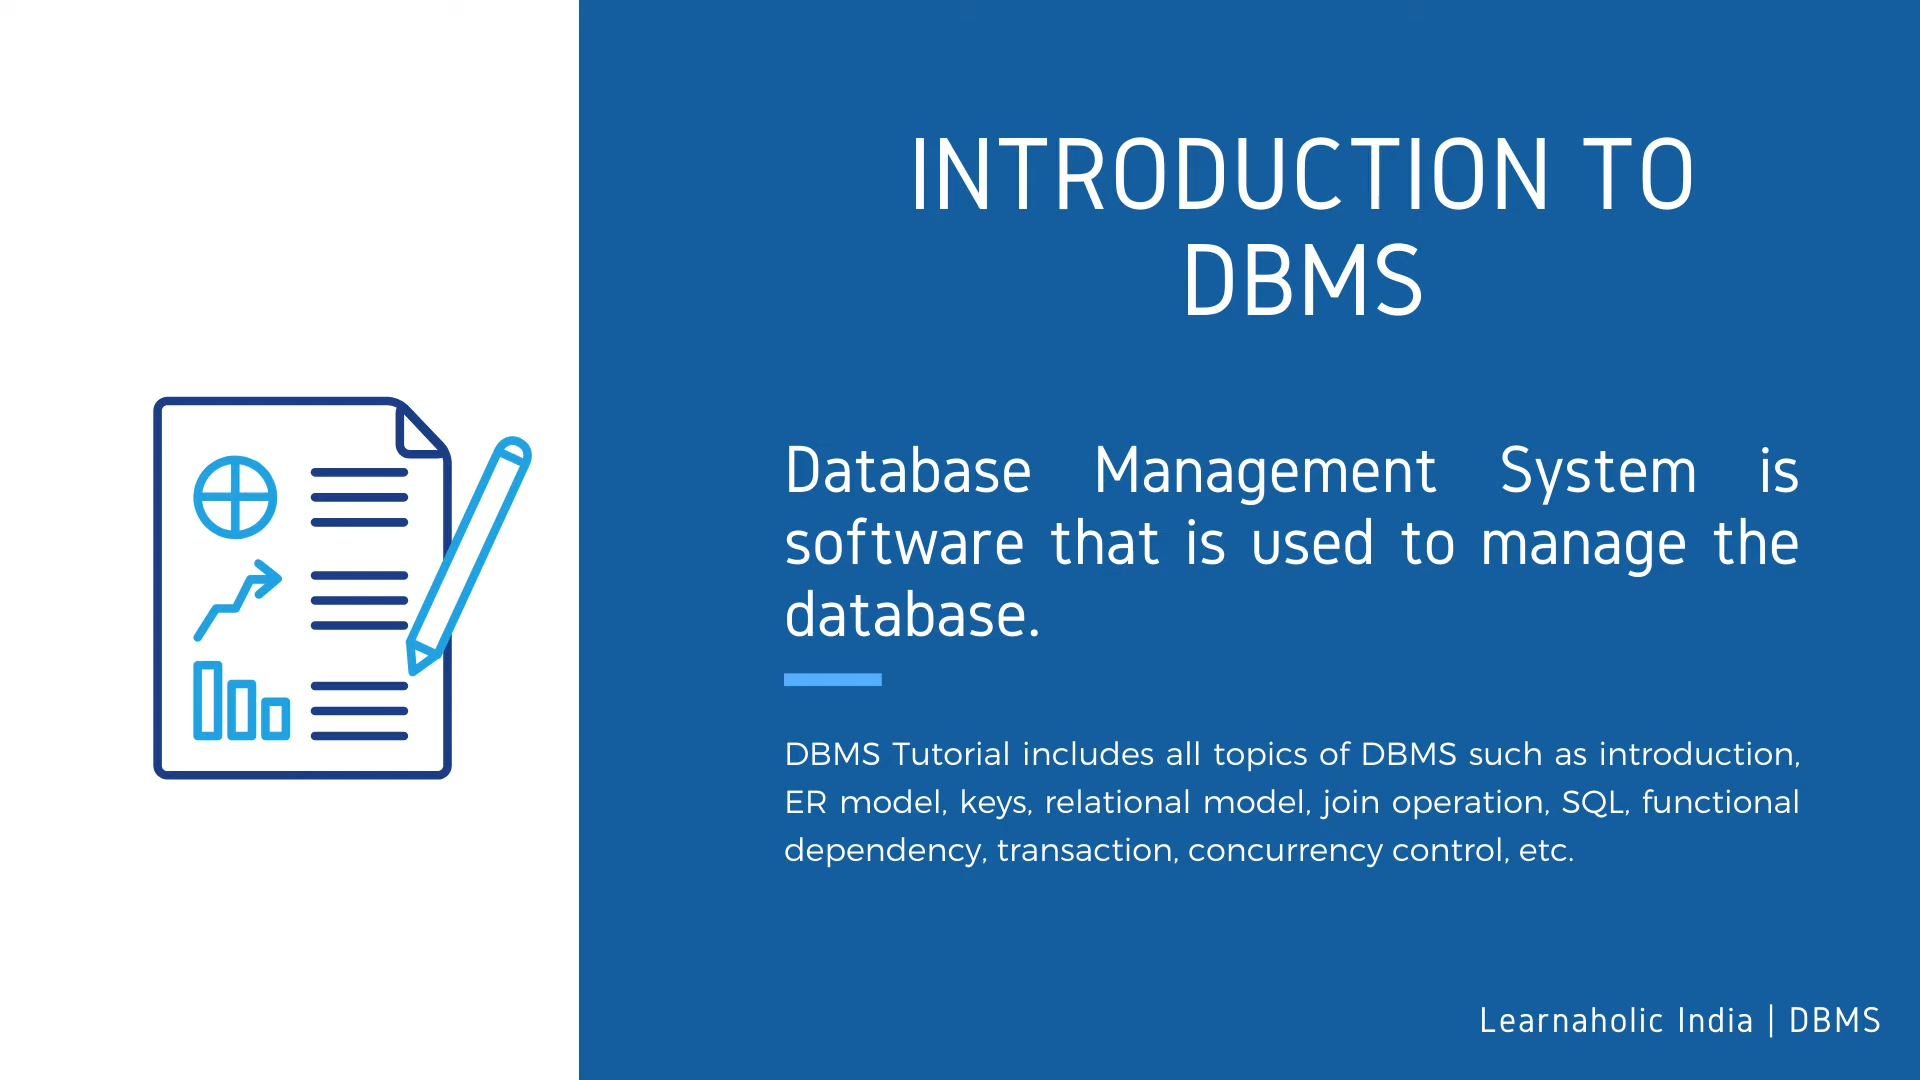 INTRODUCTION TO
DBMS
Database Management System is
software that is used to manage the
database.
DBMS Tutorial includes all topics of DBMS such as introduction,
ER model, keys, relational model, join operation, SQL, functional
dependency, transaction, concurrency control, etc.
Learnaholic India | DBMS